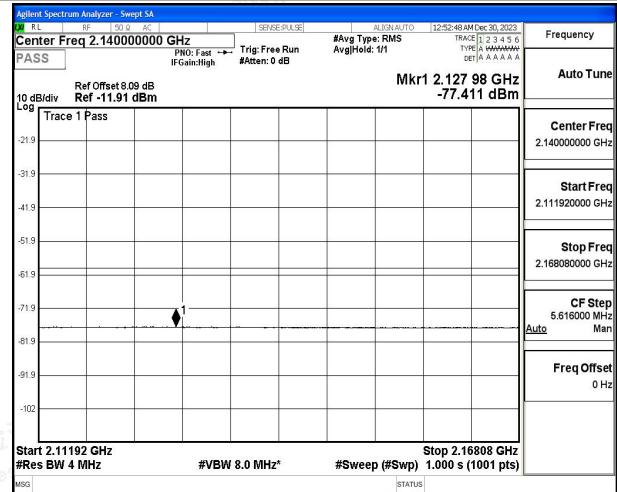 Agilent Spectrum Analyzer - Swept SA
RL RF 50 Ω AC SENSE:PULSE ALIGN AUTO 12:52:48 AM Dec 30, 2023
Center Freq 2.140000000 GHz
PASS
PNO: Fast
IFGain:High
Trig: Free Run
#Atten: 0 dB
#Avg Type: RMS
Avg|Hold: 1/1
TRACE 1 2 3 4 5 6
TYPE A WWWWW
DET A A A A A A
Frequency
Auto Tune
Mkr1 2.127 98 GHz
-77.411 dBm
Ref Offset 8.09 dB
10 dB/div Ref -11.91 dBm
Log
Trace 1 Pass
-21.9
-31.9
-41.9
-51.9
-61.9
-71.9
-81.9
-91.9
-102
1
Center Freq
2.140000000 GHz
Start Freq
2.111920000 GHz
Stop Freq
2.168080000 GHz
CF Step
5.616000 MHz
Auto Man
Freq Offset
0 Hz
Start 2.11192 GHz Stop 2.16808 GHz
#Res BW 4 MHz #VBW 8.0 MHz* #Sweep (#Swp) 1.000 s (1001 pts)
MSG STATUS